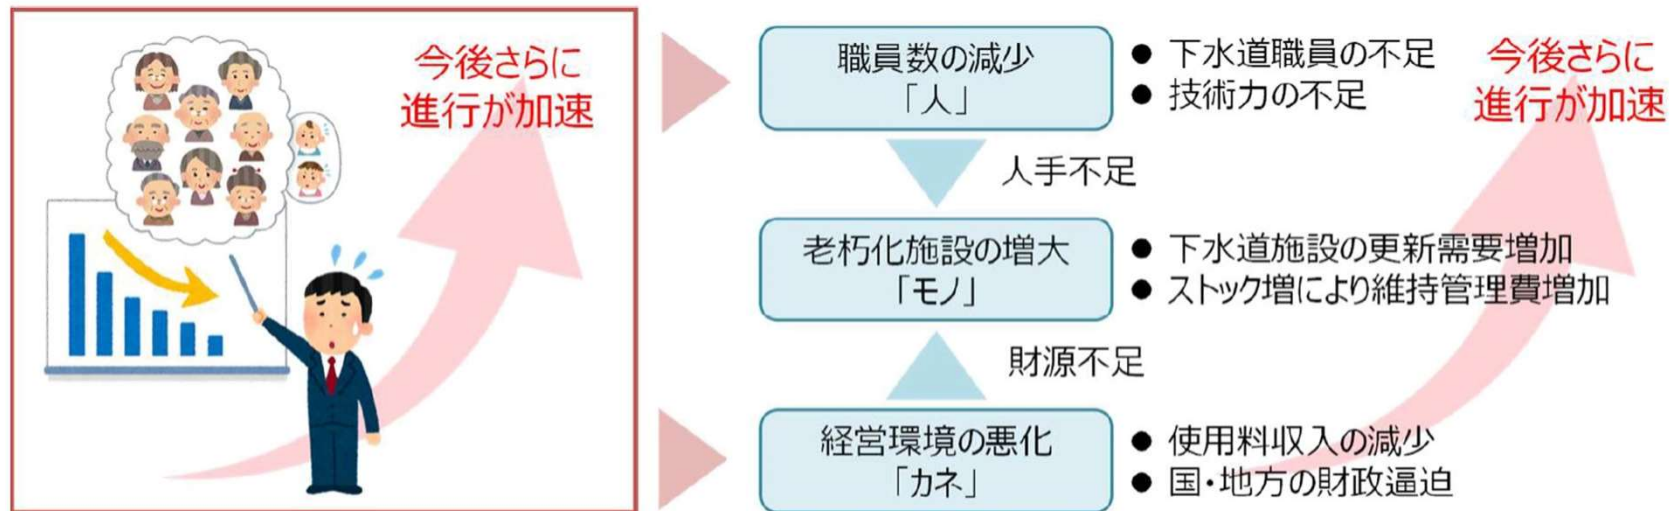 今後さらに
進行が加速
職員数の減少
「人」
● 下水道職員の不足
● 技術力の不足
今後さらに
進行が加速
人手不足
老朽化施設の増大
「モノ」
● 下水道施設の更新需要増加
● ストック増により維持管理費増加
財源不足
経営環境の悪化
「カネ」
● 使用料収入の減少
● 国・地方の財政逼迫